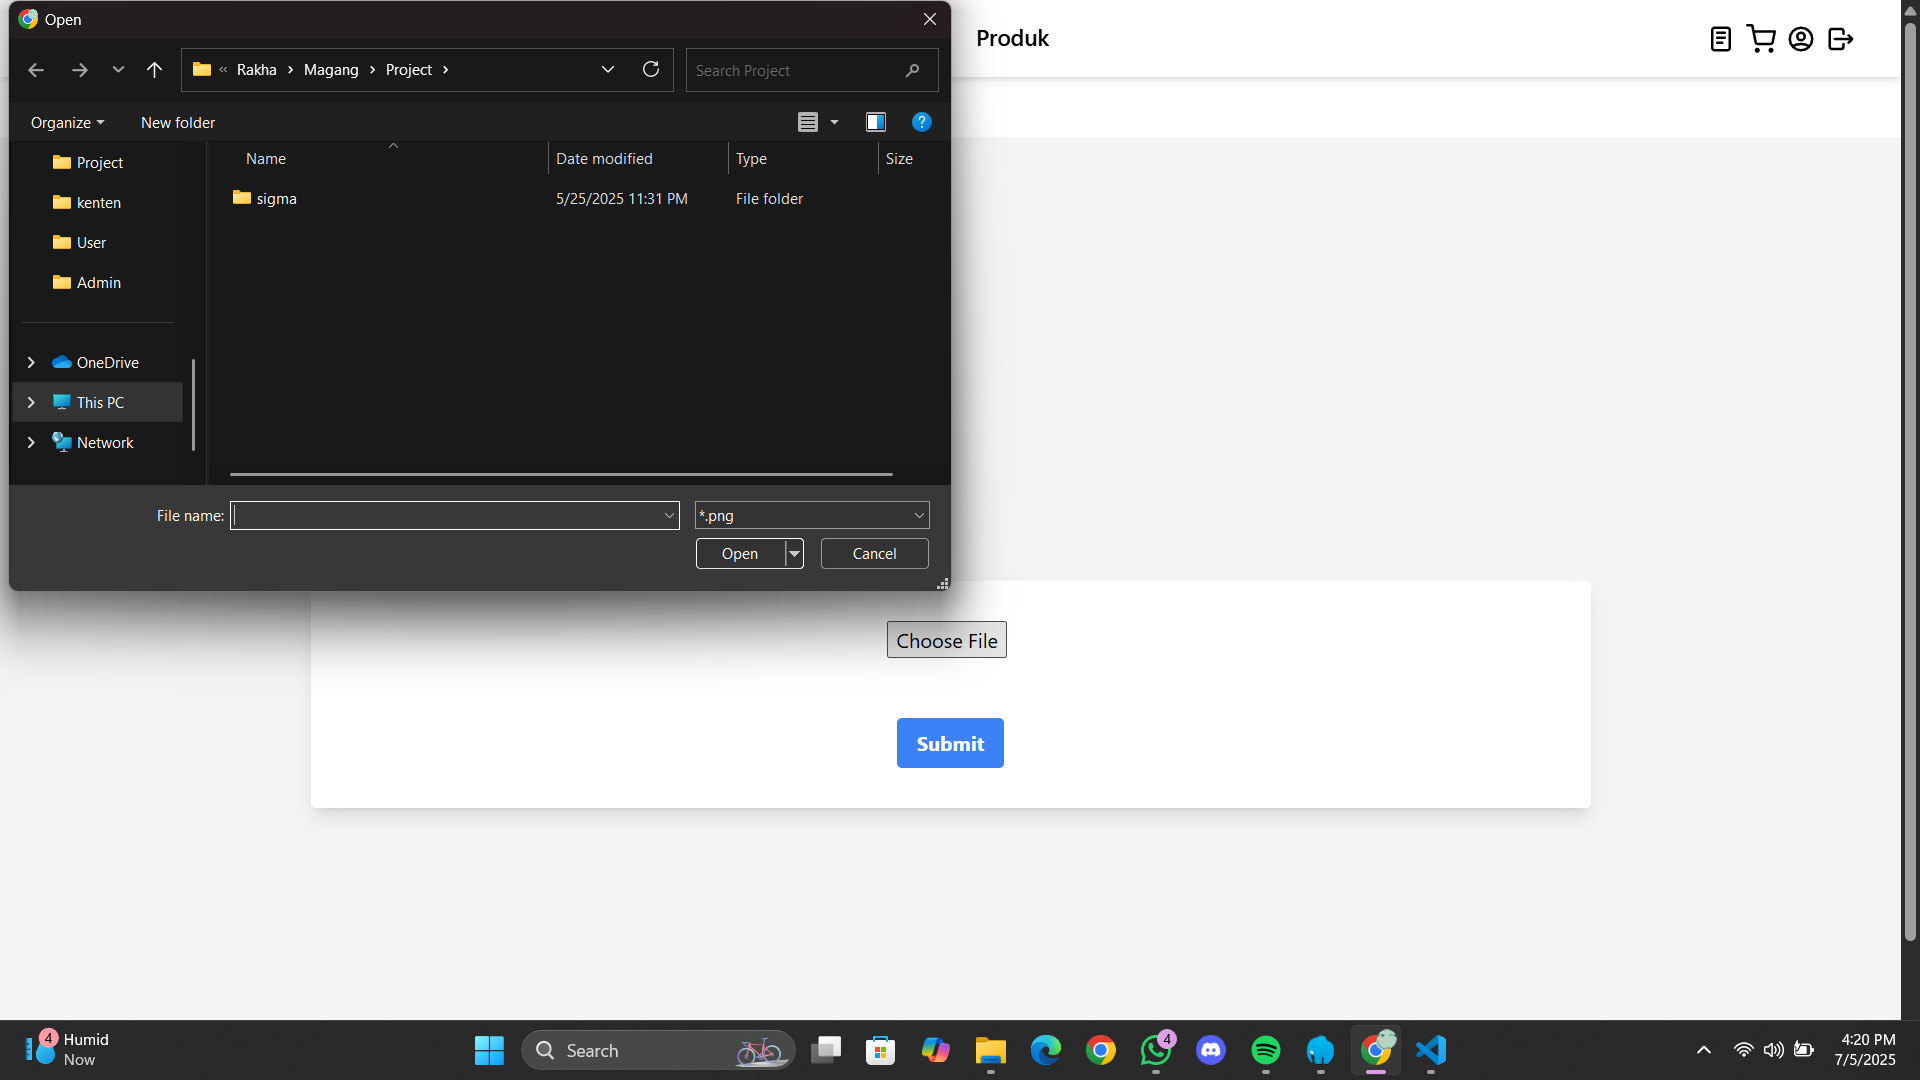 Open
Produk
« Rakha > Magang > Project >
Search Project
Organize
New folder
Name
Date modified
Type
Size
Project
kenten
User
Admin
OneDrive
This PC
Network
sigma
5/25/2025 11:31 PM
File folder
File name:
*.png
Open
Cancel
Choose File
Submit
4
Humid
Now
Search
4
4:20 PM
7/5/2025